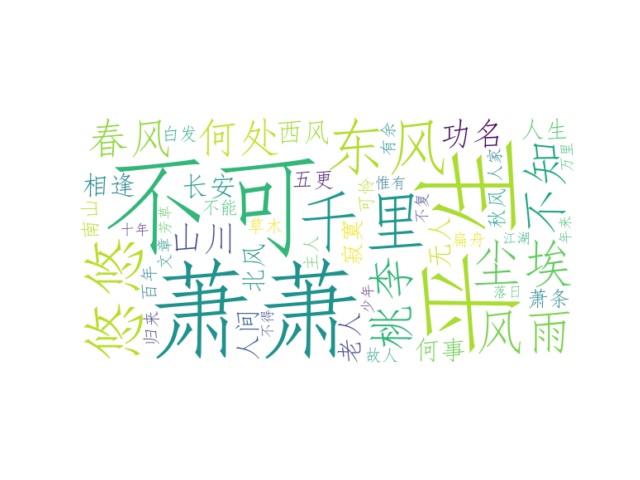 春风
白发
何处
西风
东风
有余
功名
人生
万里
不可
平生
不知
相逢
长安
五更
可怜
惟有
人家
秋风
南山
十年
芳草
不能
千里
不复
文章
山川
草木
寂寞
无人
扁舟
江湖
年来
悠悠
萧萧
北风
主人
桃李
尘埃
百年
归来
人间
不得
少年
老人
故人
何事
落日
萧条
风雨